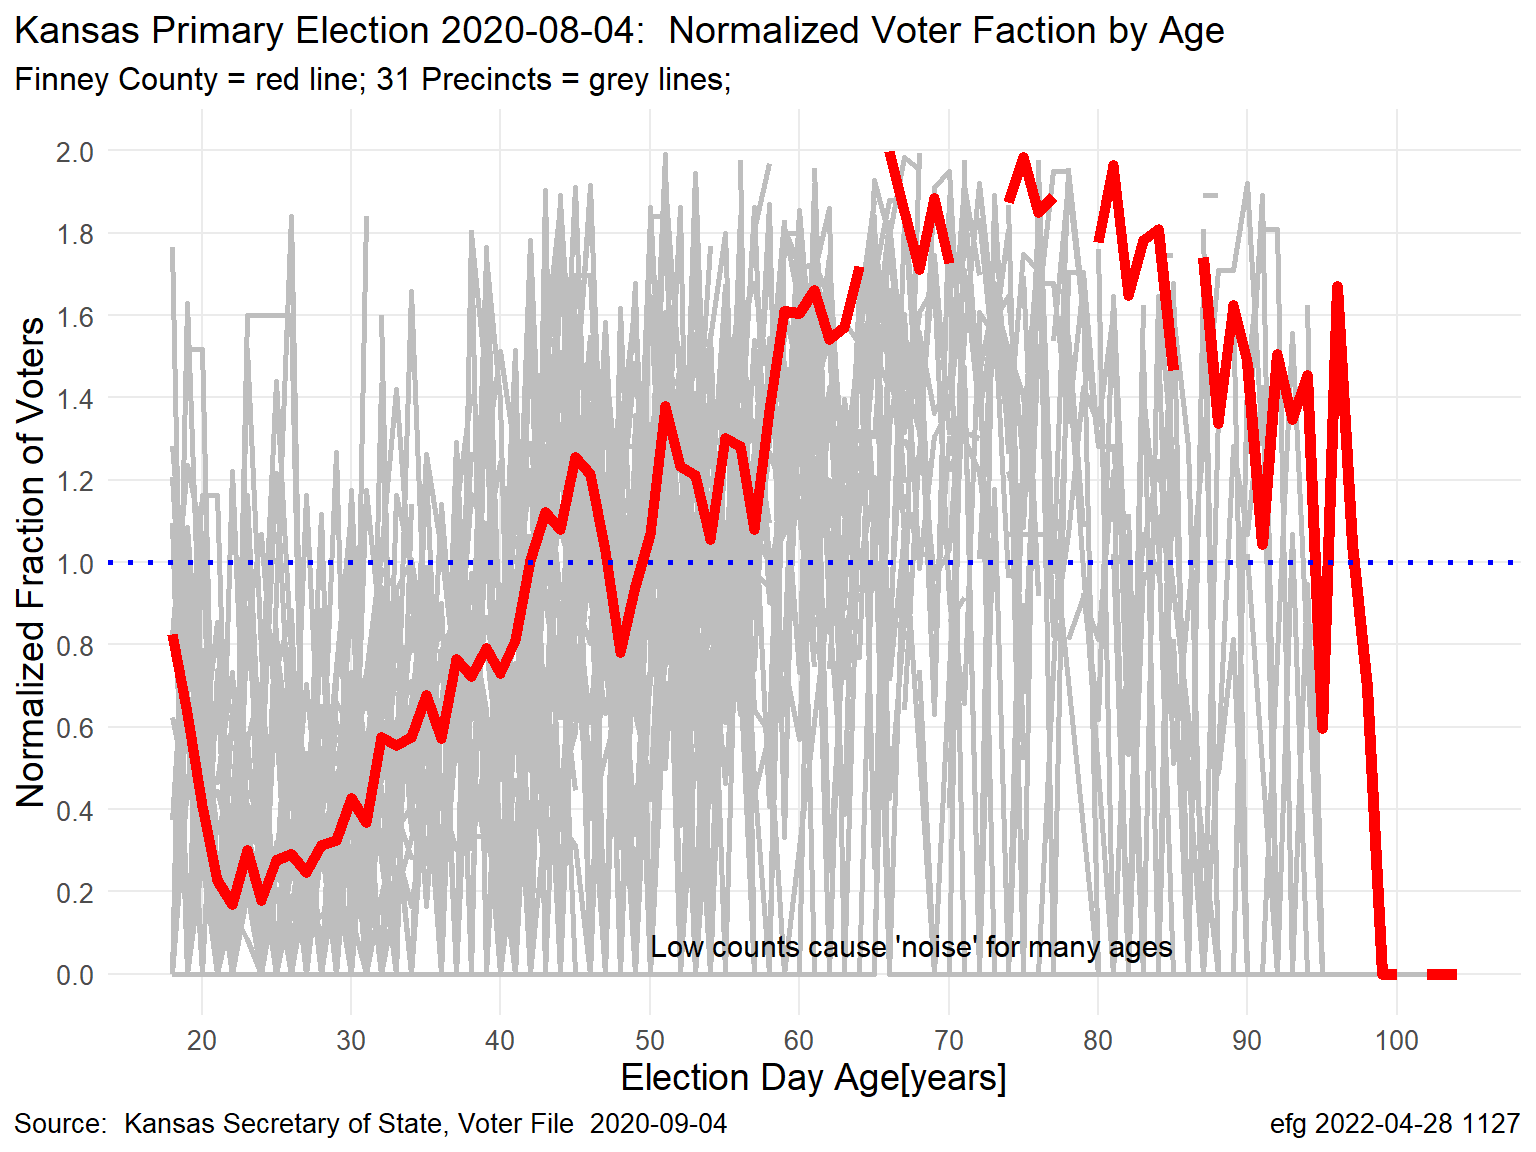 Kansas Primary Election 2020-08-04:  Normalized Voter Faction by Age
Finney County = red line; 31 Precincts = grey lines;
Normalized Fraction of Voters
2.0
1.8
1.6
1.4
1.2
1.0
0.8
0.6
0.4
0.2
0.0
Low counts cause 'noise' for many ages
20 30 40 50 60 70 80 90 100
Election Day Age[years]
Source:  Kansas Secretary of State, Voter File  2020-09-04
efg 2022-04-28 1127